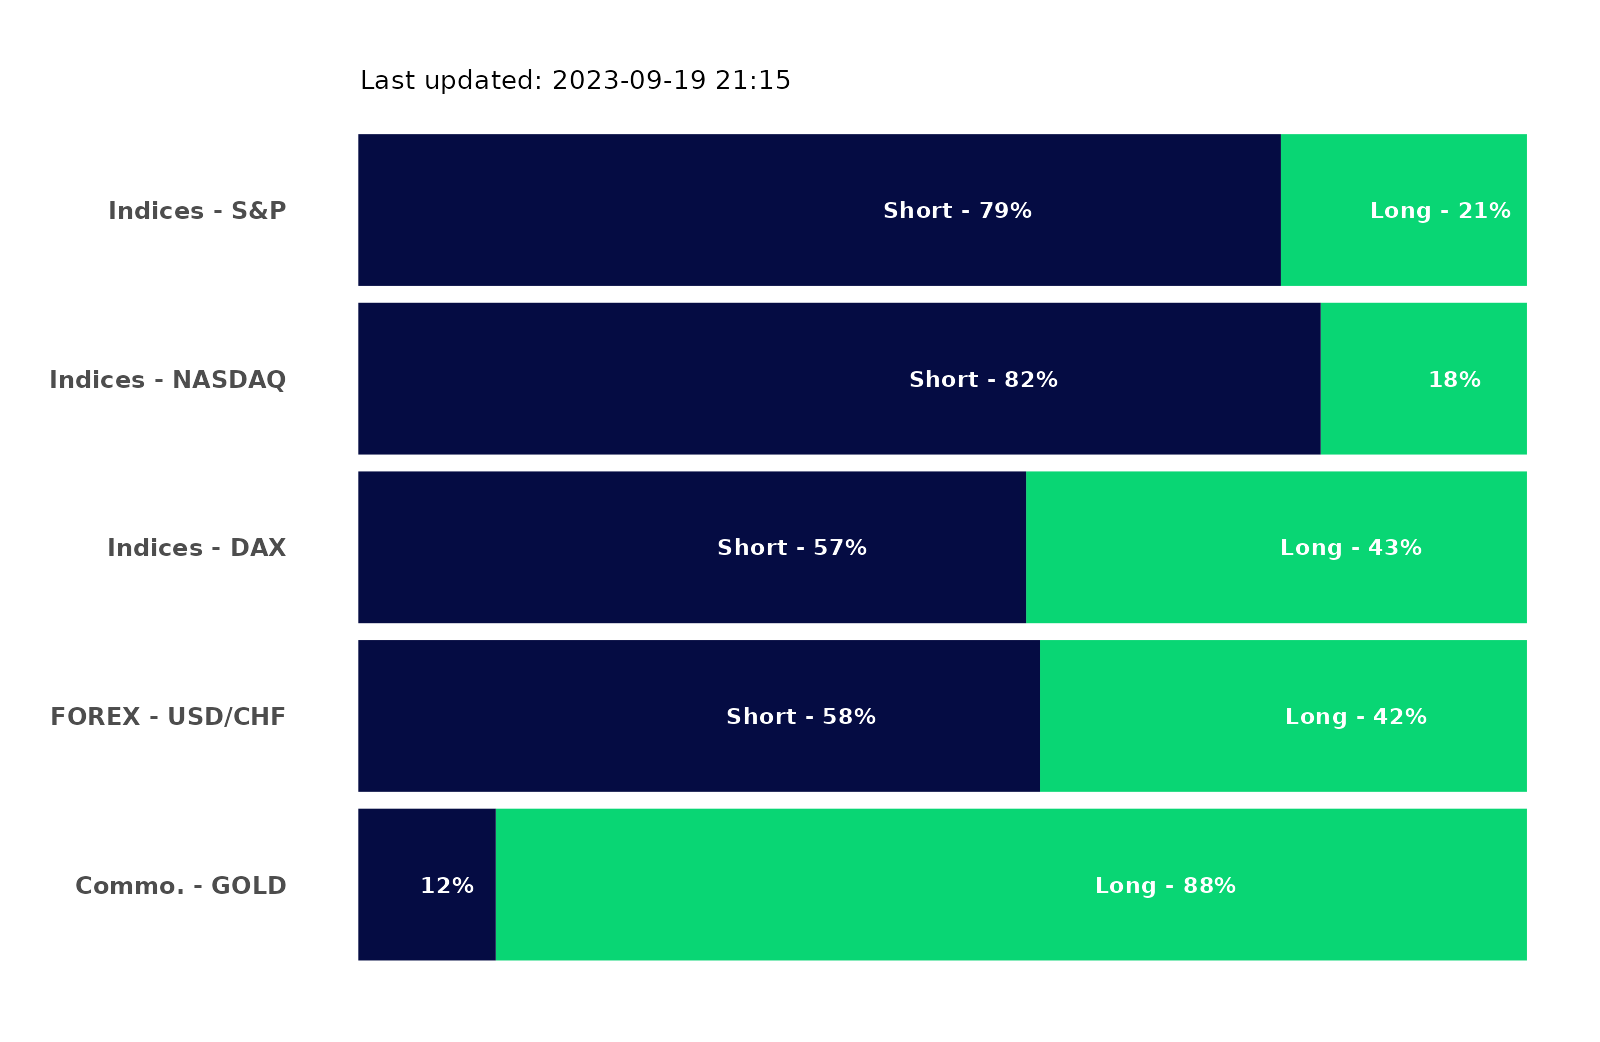 Last updated: 2023-09-19 21:15
Indices - S&P Short - 79% Long - 21%
Indices - NASDAQ Short - 82% 18%
Indices - DAX Short - 57% Long - 43%
FOREX - USD/CHF Short - 58% Long - 42%
Commo. - GOLD 12% Long - 88%